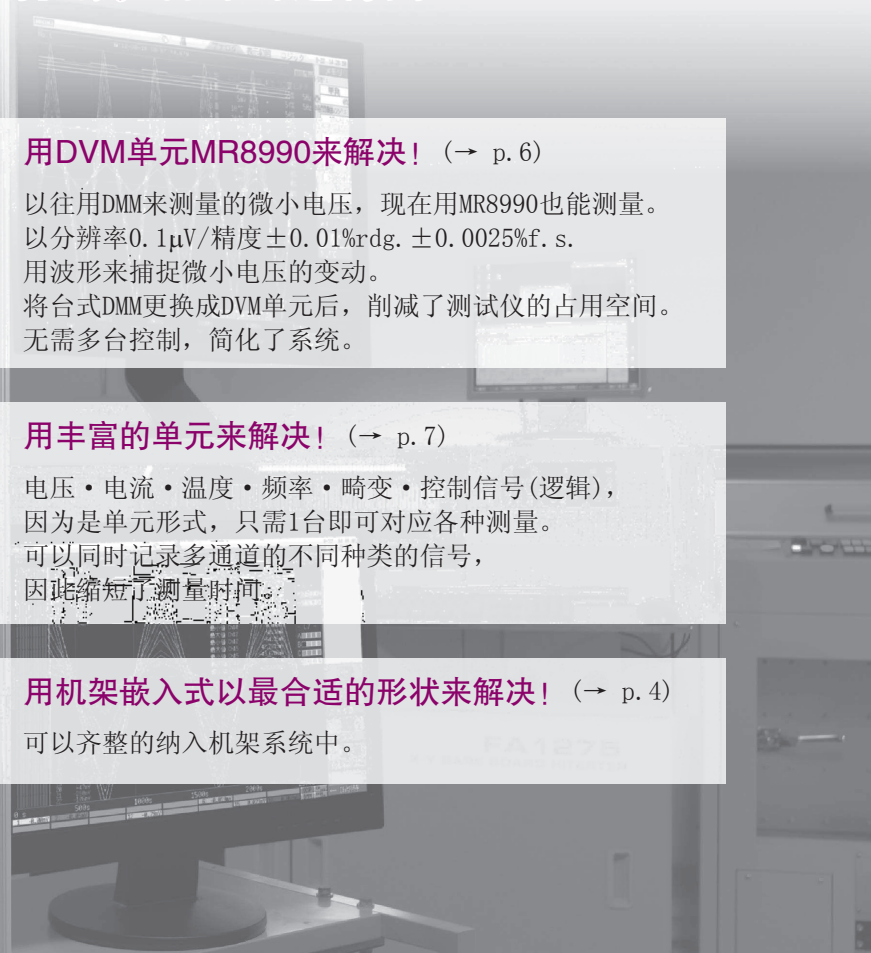 用DVM单元MR8990来解决！(→ p.6)
以往用DMM来测量的微小电压，现在用MR8990也能测量。
以分辨率0.1μV/精度±0.01%rdg.±0.0025%f.s.
用波形来捕捉微小电压的变动。
将台式DMM更换成DVM单元后，削减了测试仪的占用空间。
无需多台控制，简化了系统。
用丰富的单元来解决！(→ p.7)
电压・电流・温度・频率・畸变・控制信号(逻辑)，
因为是单元形式，只需1台即可对应各种测量。
可以同时记录多通道的不同种类的信号，
因此缩短了测量时间。
用机架嵌入式以最合适的形状来解决！(→ p.4)
可以齐整的纳入机架系统中。
FA1275